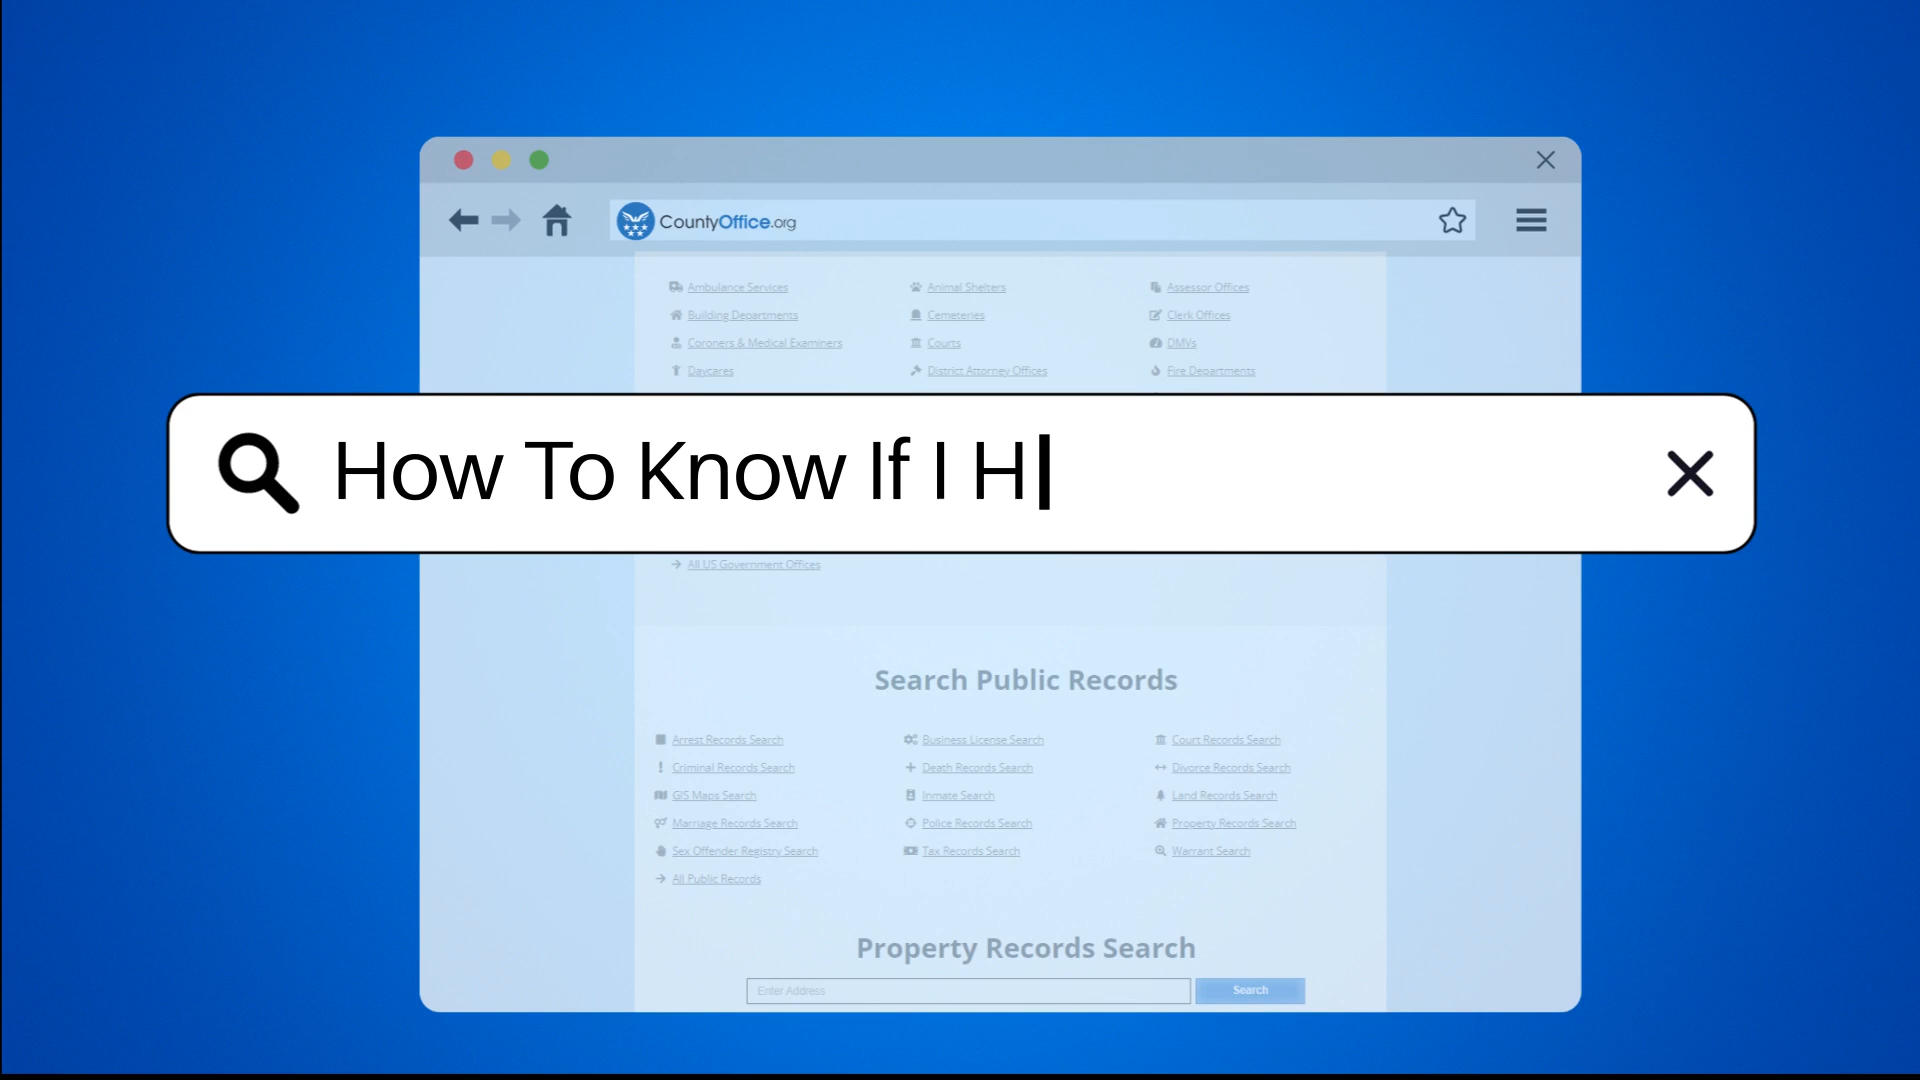 CountyOffice.org
Ambulance Services Animal Shelters Assessor Offices
Building Departments Cemeteries Clerk Offices
Coroners & Medical Examiners Courts DMVs
Daycares District Attorney Offices Fire Departments
How To Know If I H
All US Government Offices
Search Public Records
Arrest Records Search Business License Search Court Records Search
Criminal Records Search Death Records Search Divorce Records Search
GIS Maps Search Inmate Search Land Records Search
Marriage Records Search Police Records Search Property Records Search
Sex Offender Registry Search Tax Records Search Warrant Search
All Public Records
Property Records Search
Enter Address Search